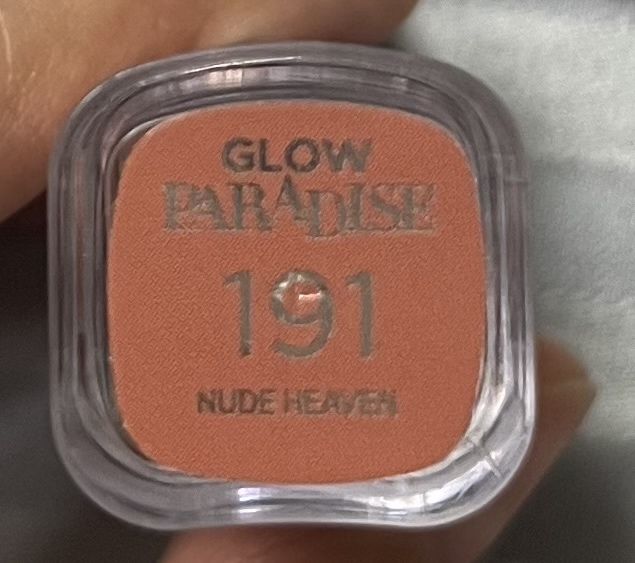 GLOW
PARADISE
191
NUDE HEAVEN